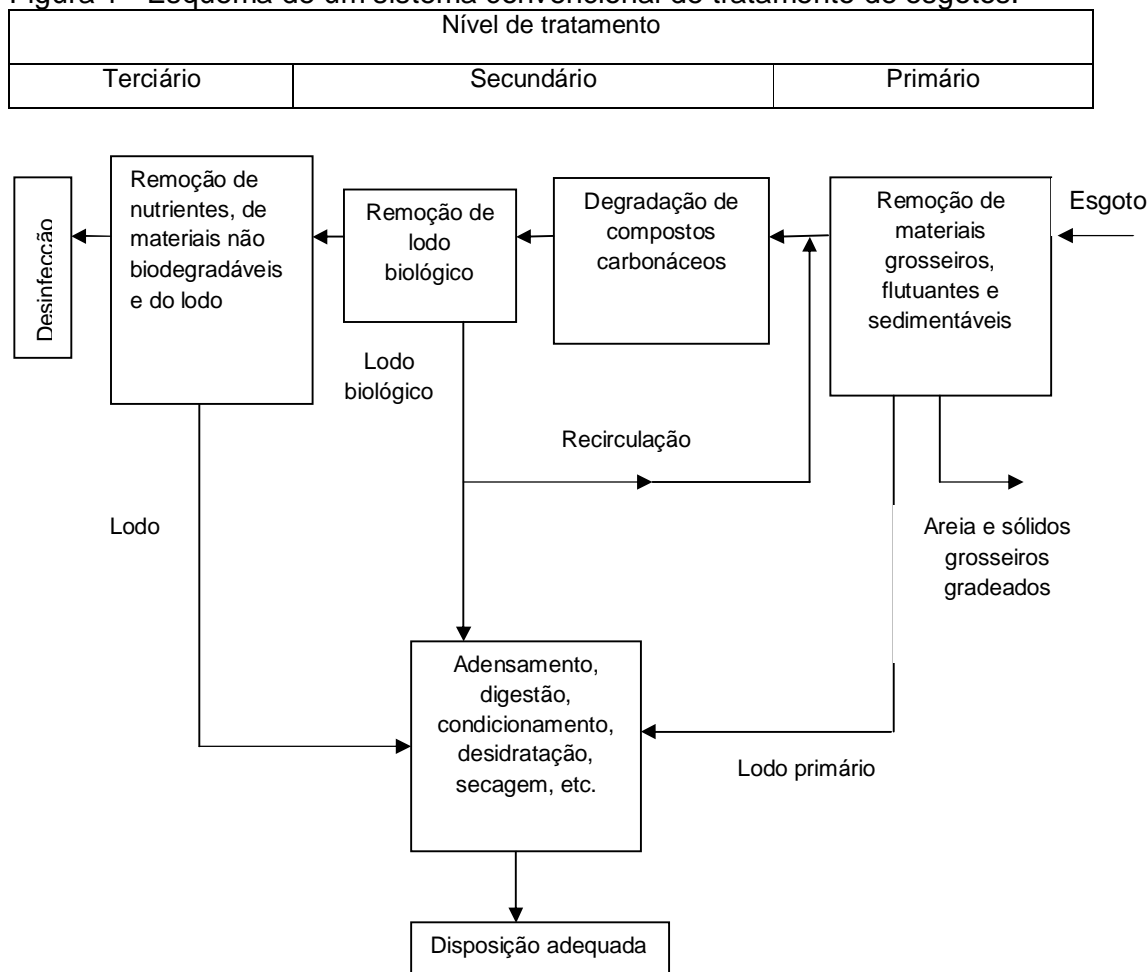 Figura 1 - Esquema de um sistema convencional de tratamento de esgotos.
Nível de tratamento
Terciário
Secundário
Primário
Desinfecção
Remoção de
nutrientes, de
materiais não
biodegradáveis
e do lodo
Remoção de
lodo
biológico
Degradação de
compostos
carbonáceos
Remoção de
materiais
grosseiros,
flutuantes e
sedimentáveis
Esgoto
Lodo
biológico
Recirculação
Lodo
Areia e sólidos
grosseiros
gradeados
Adensamento,
digestão,
condicionamento,
desidratação,
secagem, etc.
Lodo primário
Disposição adequada